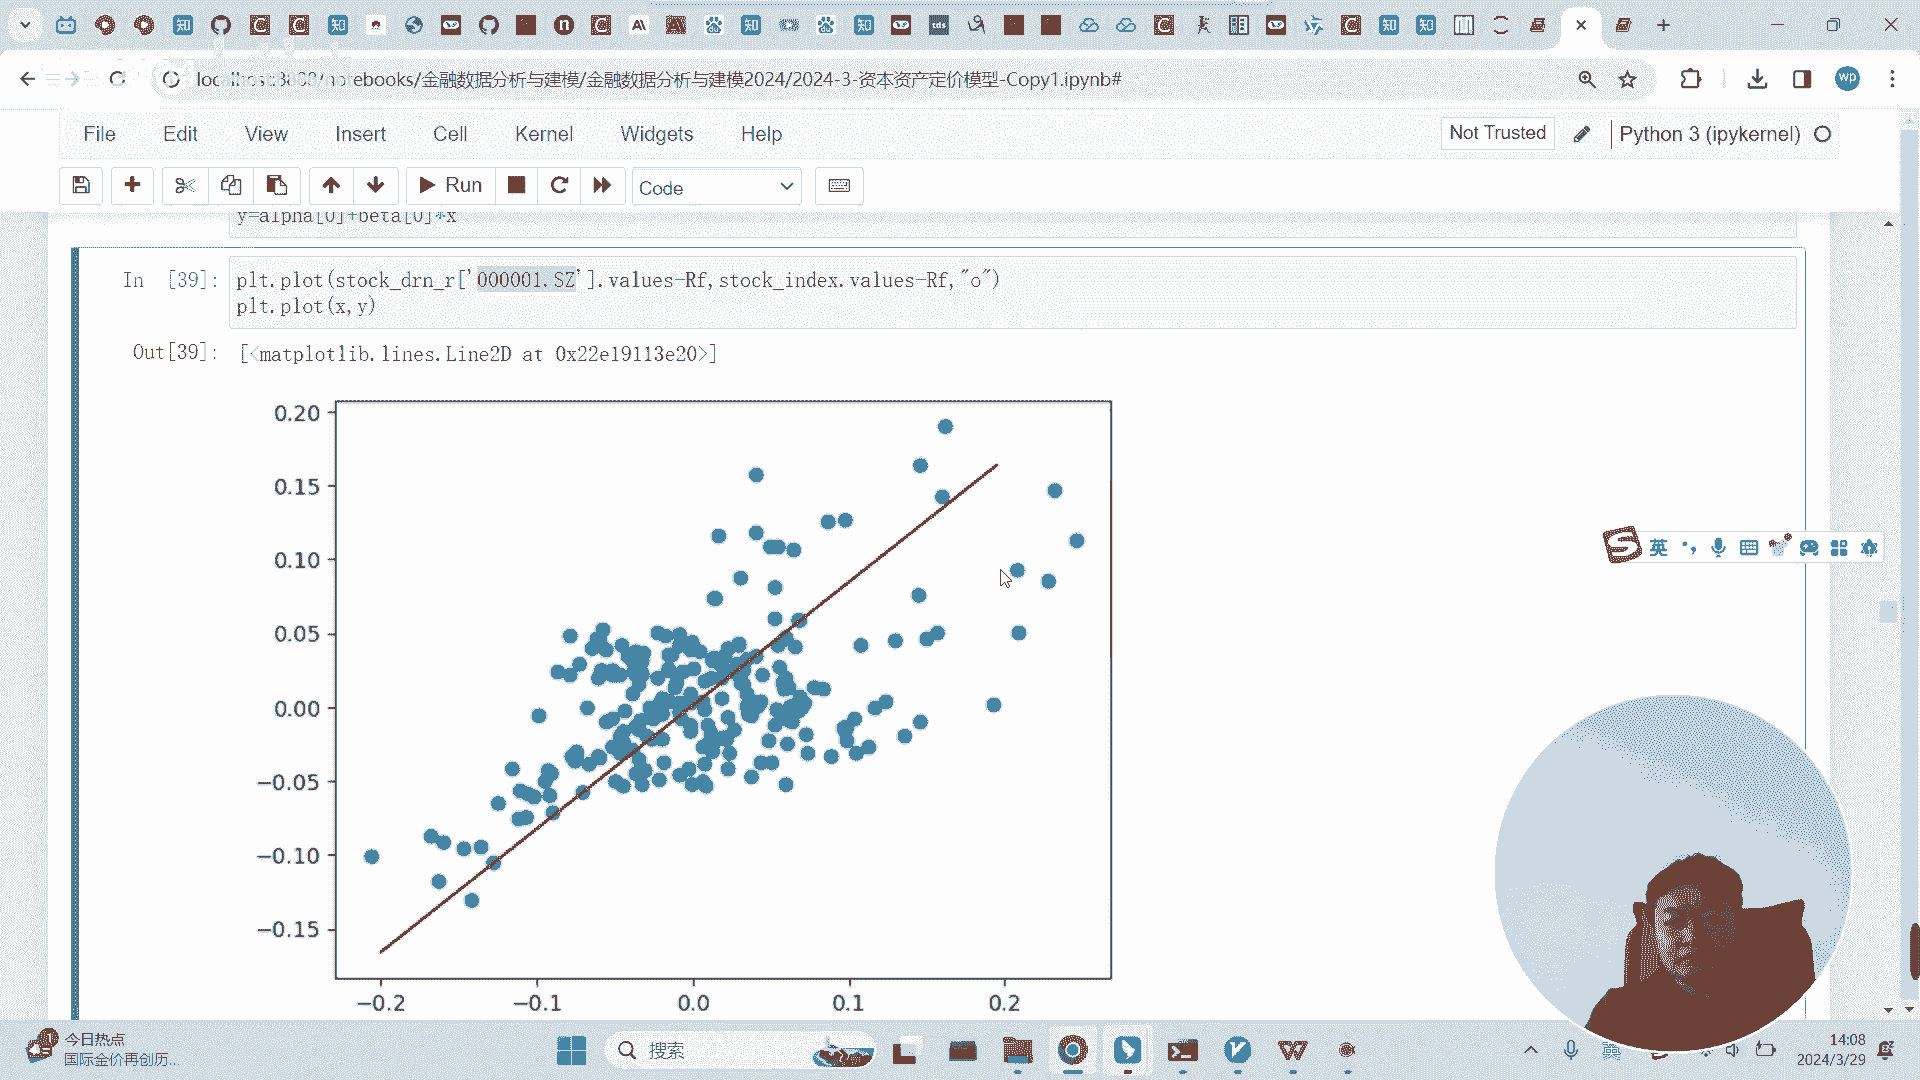 localhost:8888/notebooks/金融数据分析与建模/金融数据分析与建模2024/2024-3-资本资产定价模型-Copy1.ipynb#
wp
File Edit View Insert Cell Kernel Widgets Help
Not Trusted
Python 3 (ipykernel)
Run
Code
y=alpha[0]+beta[0]*x
In [39]:
plt.plot(stock_drn_r['000001.SZ'].values-Rf,stock_index.values-Rf,"o")
plt.plot(x,y)
Out[39]:
[<matplotlib.lines.Line2D at 0x22e19113e20>]
0.20
0.15
0.10
0.05
0.00
−0.05
−0.10
−0.15
−0.2 −0.1 0.0 0.1 0.2
英
今日热点
国际金价再创历...
搜索
英
14:08
2024/3/29